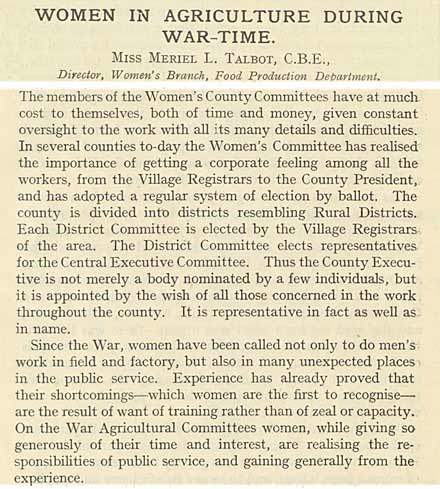 WOMEN IN AGRICULTURE DURING
WAR-TIME.
Miss Meriel L. Talbot, C.B.E.,
Director, Women's Branch, Food Production Department.
The members of the Women's County Committees have at much
cost to themselves, both of time and money, given constant
oversight to the work with all its many details and difficulties.
In several counties to-day the Women's Committee has realised
the importance of getting a corporate feeling among all the
workers, from the Village Registrars to the County President,
and has adopted a regular system of election by ballot. The
county is divided into districts resembling Rural Districts.
Each District Committee is elected by the Village Registrars
of the area. The District Committee elects representatives
for the Central Executive Committee. Thus the County Execu-
tive is not merely a body nominated by a few individuals, but
it is appointed by the wish of all those concerned in the work
throughout the county. It is representative in fact as well as
in name.
Since the War, women have been called not only to do men's
work in field and factory, but also in many unexpected places
in the public service. Experience has already proved that
their shortcomings—which women are the first to recognise—
are the result of want of training rather than of zeal or capacity.
On the War Agricultural Committees women, while giving so
generously of their time and interest, are realising the re-
sponsibilities of public service, and gaining generally from the
experience.